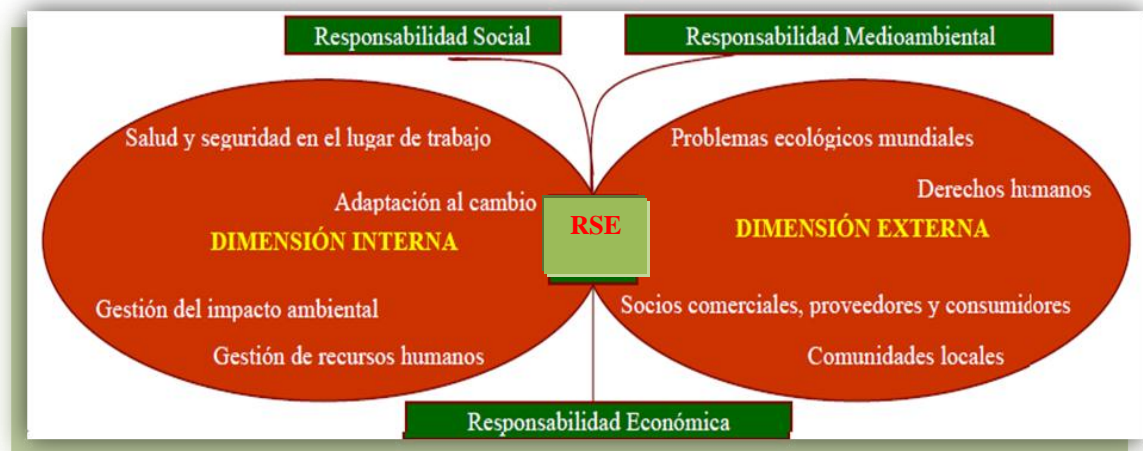 Responsabilidad Social
Responsabilidad Medioambiental
Salud y seguridad en el lugar de trabajo
Adaptación al cambio
DIMENSIÓN INTERNA
Gestión del impacto ambiental
Gestión de recursos humanos
RSE
Problemas ecológicos mundiales
Derechos humanos
DIMENSIÓN EXTERNA
Socios comerciales, proveedores y consumidores
Comunidades locales
Responsabilidad Económica